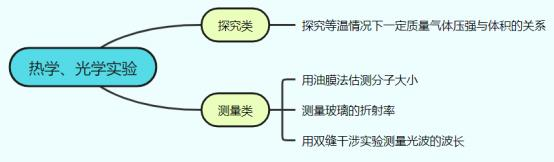 热学、光学实验
探究类
探究等温情况下一定质量气体压强与体积的关系
测量类
用油膜法估测分子大小
测量玻璃的折射率
用双缝干涉实验测量光波的波长